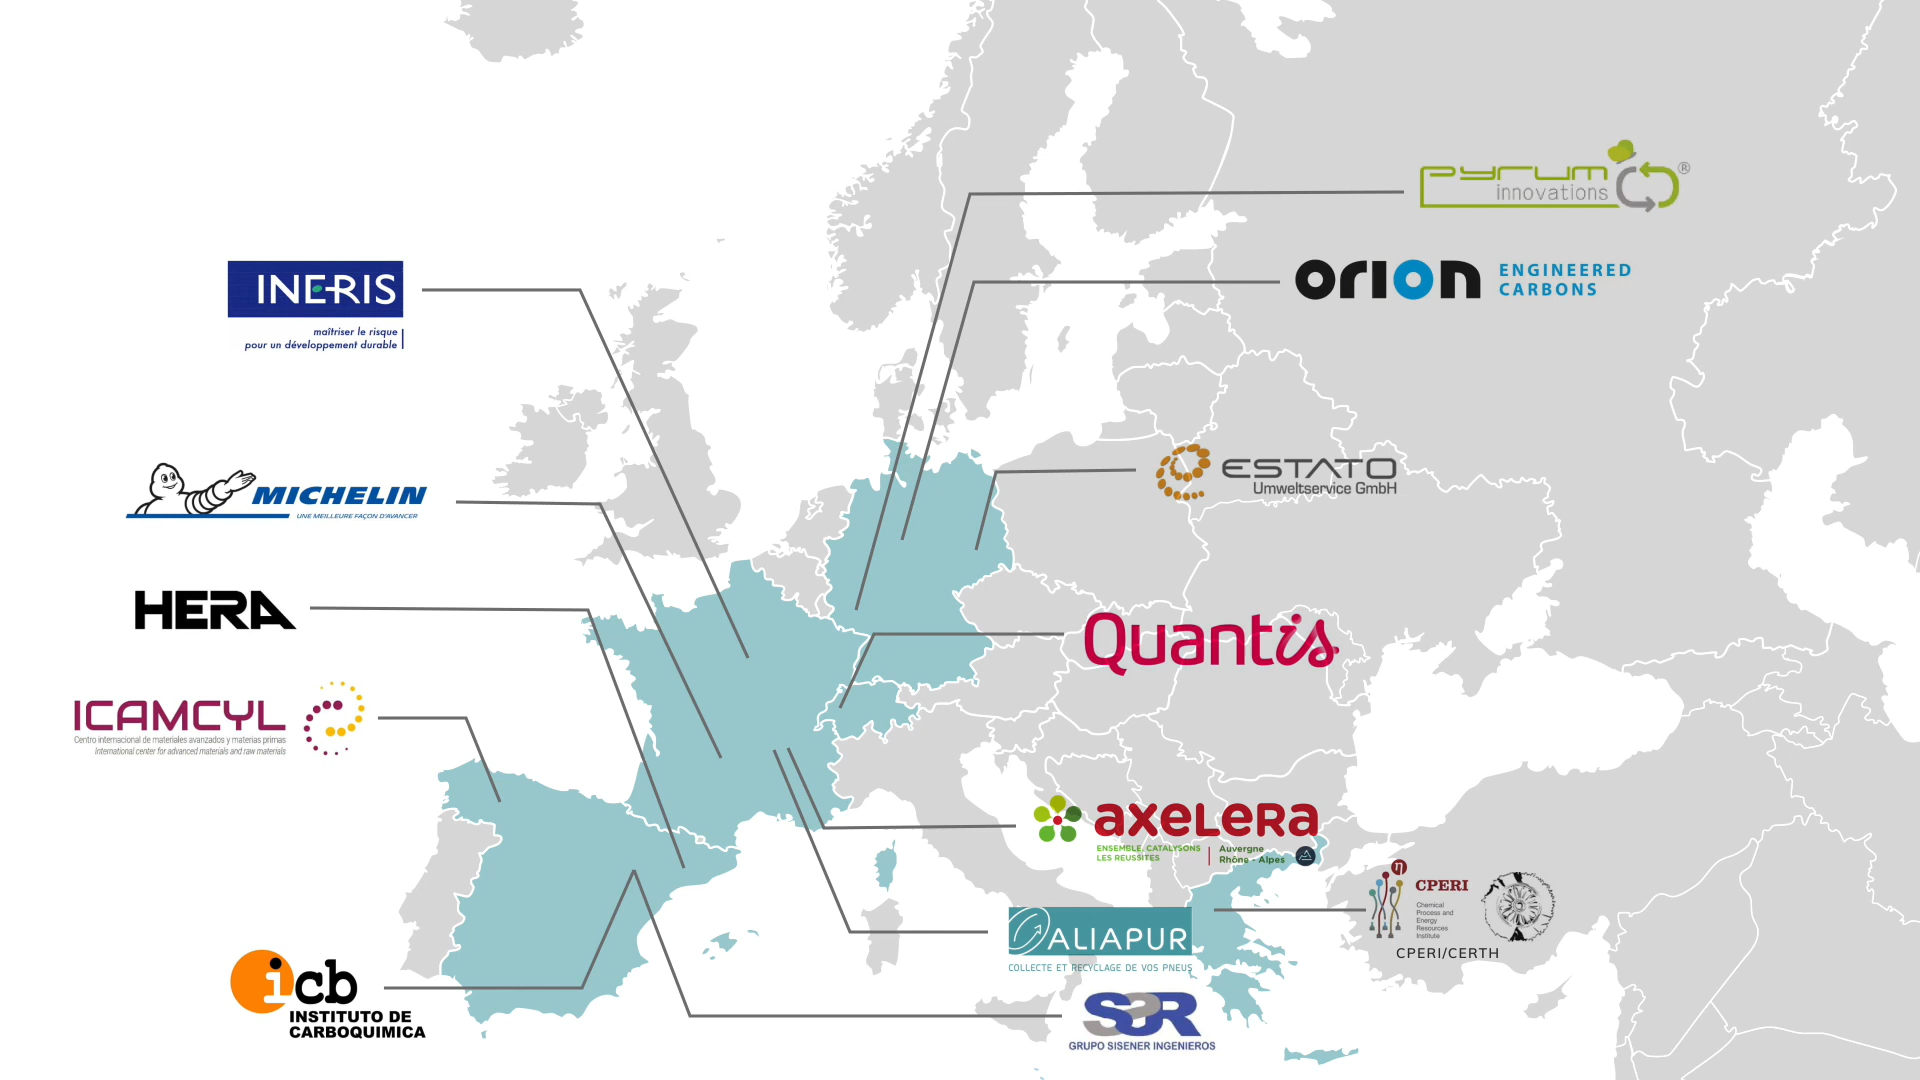 pyrum
innovations
®
orion
ENGINEERED
CARBONS
INERIS
maîtriser le risque
pour un développement durable
ESTATO
Umweltservice GmbH
MICHELIN
UNE MEILLEURE FAÇON D'AVANCER
HERA
Quantis
ICAMCYL
Centro internacional de materiales avanzados y materias primas
International center for advanced materials and raw materials
axeLeRa
ENSEMBLE, CATALYSONS
LES REUSSITES
Auvergne
Rhône - Alpes
η
CPERI
Chemical
Process and
Energy
Resources
Institute
CPERI/CERTH
ALIAPUR
COLLECTE ET RECYCLAGE DE VOS PNEUS
icb
INSTITUTO DE
CARBOQUIMICA
SBR
GRUPO SISENER INGENIEROS